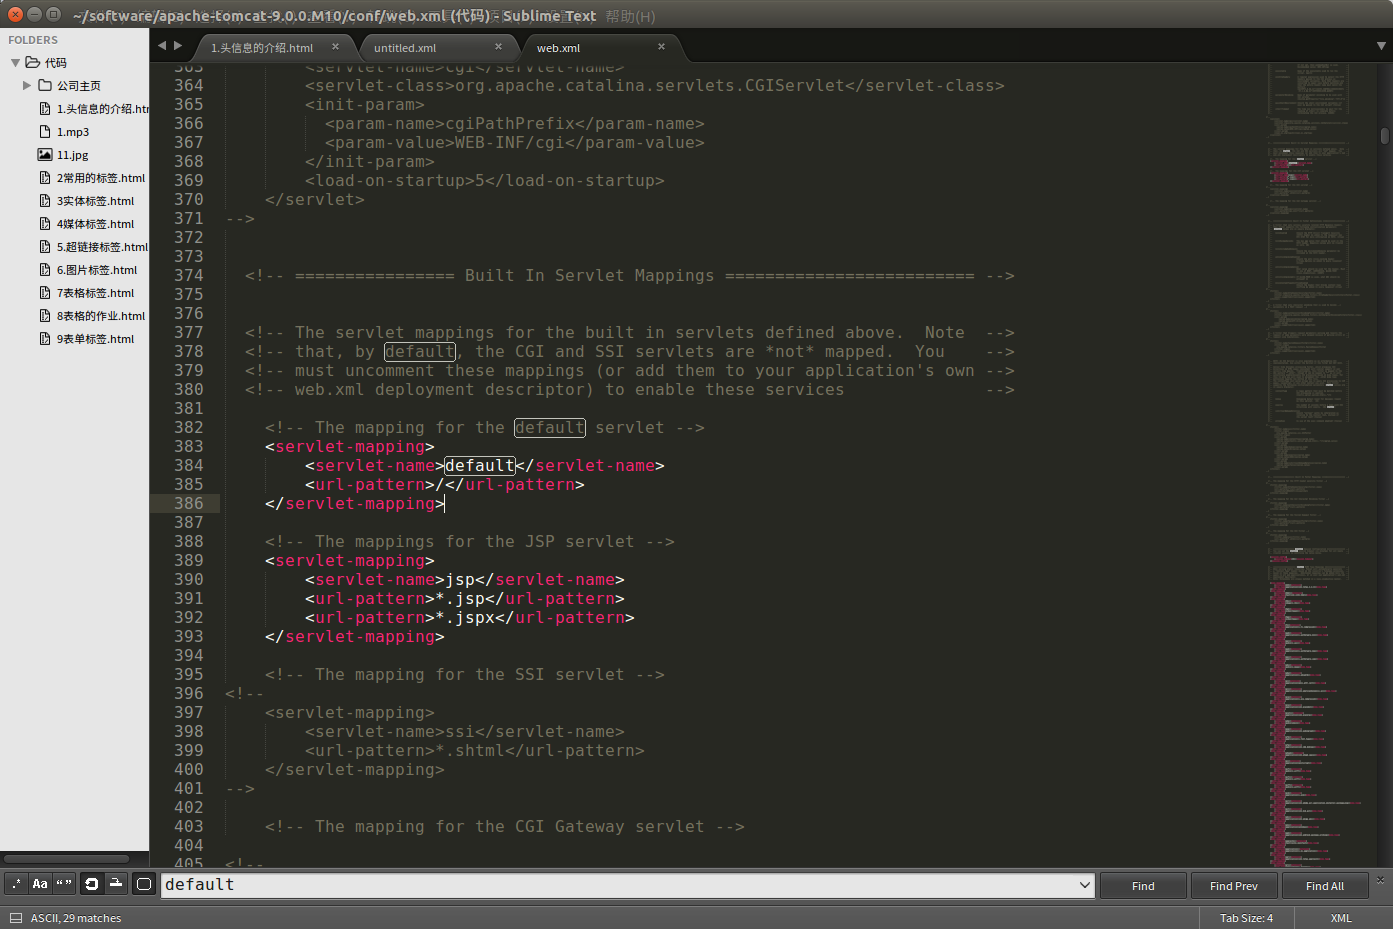 ~/software/apache-tomcat-9.0.0.M10/conf/web.xml (代码) - Sublime Text 帮助(H)
FOLDERS
代码
公司主页
1.头信息的介绍.htm
1.mp3
11.jpg
2常用的标签.html
3实体标签.html
4媒体标签.html
5.超链接标签.html
6.图片标签.html
7表格标签.html
8表格的作业.html
9表单标签.html
1.头信息的介绍.html ×
untitled.xml ×
web.xml ×
363 <servlet-name>cgi</servlet-name>
364 <servlet-class>org.apache.catalina.servlets.CGIServlet</servlet-class>
365 <init-param>
366 <param-name>cgiPathPrefix</param-name>
367 <param-value>WEB-INF/cgi</param-value>
368 </init-param>
369 <load-on-startup>5</load-on-startup>
370 </servlet>
371 -->
372
373
374 <!-- ================ Built In Servlet Mappings ========================= -->
375
376
377 <!-- The servlet mappings for the built in servlets defined above.  Note  -->
378 <!-- that, by default, the CGI and SSI servlets are *not* mapped.  You    -->
379 <!-- must uncomment these mappings (or add them to your application's own -->
380 <!-- web.xml deployment descriptor) to enable these services              -->
381
382 <!-- The mapping for the default servlet -->
383 <servlet-mapping>
384 <servlet-name>default</servlet-name>
385 <url-pattern>/</url-pattern>
386 </servlet-mapping>
387
388 <!-- The mappings for the JSP servlet -->
389 <servlet-mapping>
390 <servlet-name>jsp</servlet-name>
391 <url-pattern>*.jsp</url-pattern>
392 <url-pattern>*.jspx</url-pattern>
393 </servlet-mapping>
394
395 <!-- The mapping for the SSI servlet -->
396 <!--
397 <servlet-mapping>
398 <servlet-name>ssi</servlet-name>
399 <url-pattern>*.shtml</url-pattern>
400 </servlet-mapping>
401 -->
402
403 <!-- The mapping for the CGI Gateway servlet -->
404
405 <!--
.* Aa “” default Find Find Prev Find All ×
ASCII, 29 matches Tab Size: 4 XML